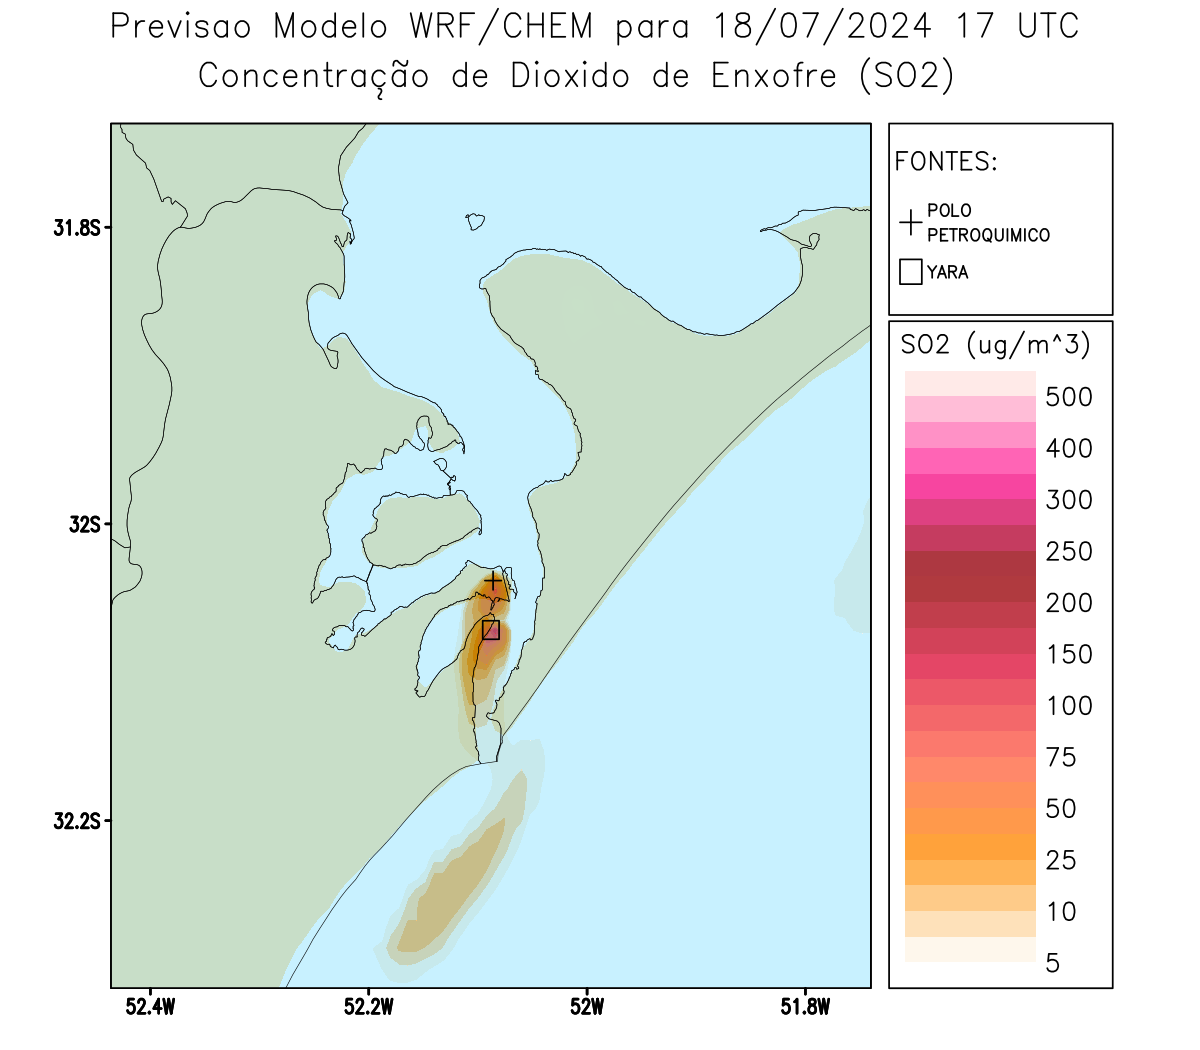 Previsao Modelo WRF/CHEM para 18/07/2024 17 UTC
Concentração de Dioxido de Enxofre (SO2)
FONTES:
POLO
PETROQUIMICO
YARA
SO2 (ug/m^3)
500
400
300
250
200
150
100
75
50
25
10
5
31.8S
32S
32.2S
52.4W
52.2W
52W
51.8W